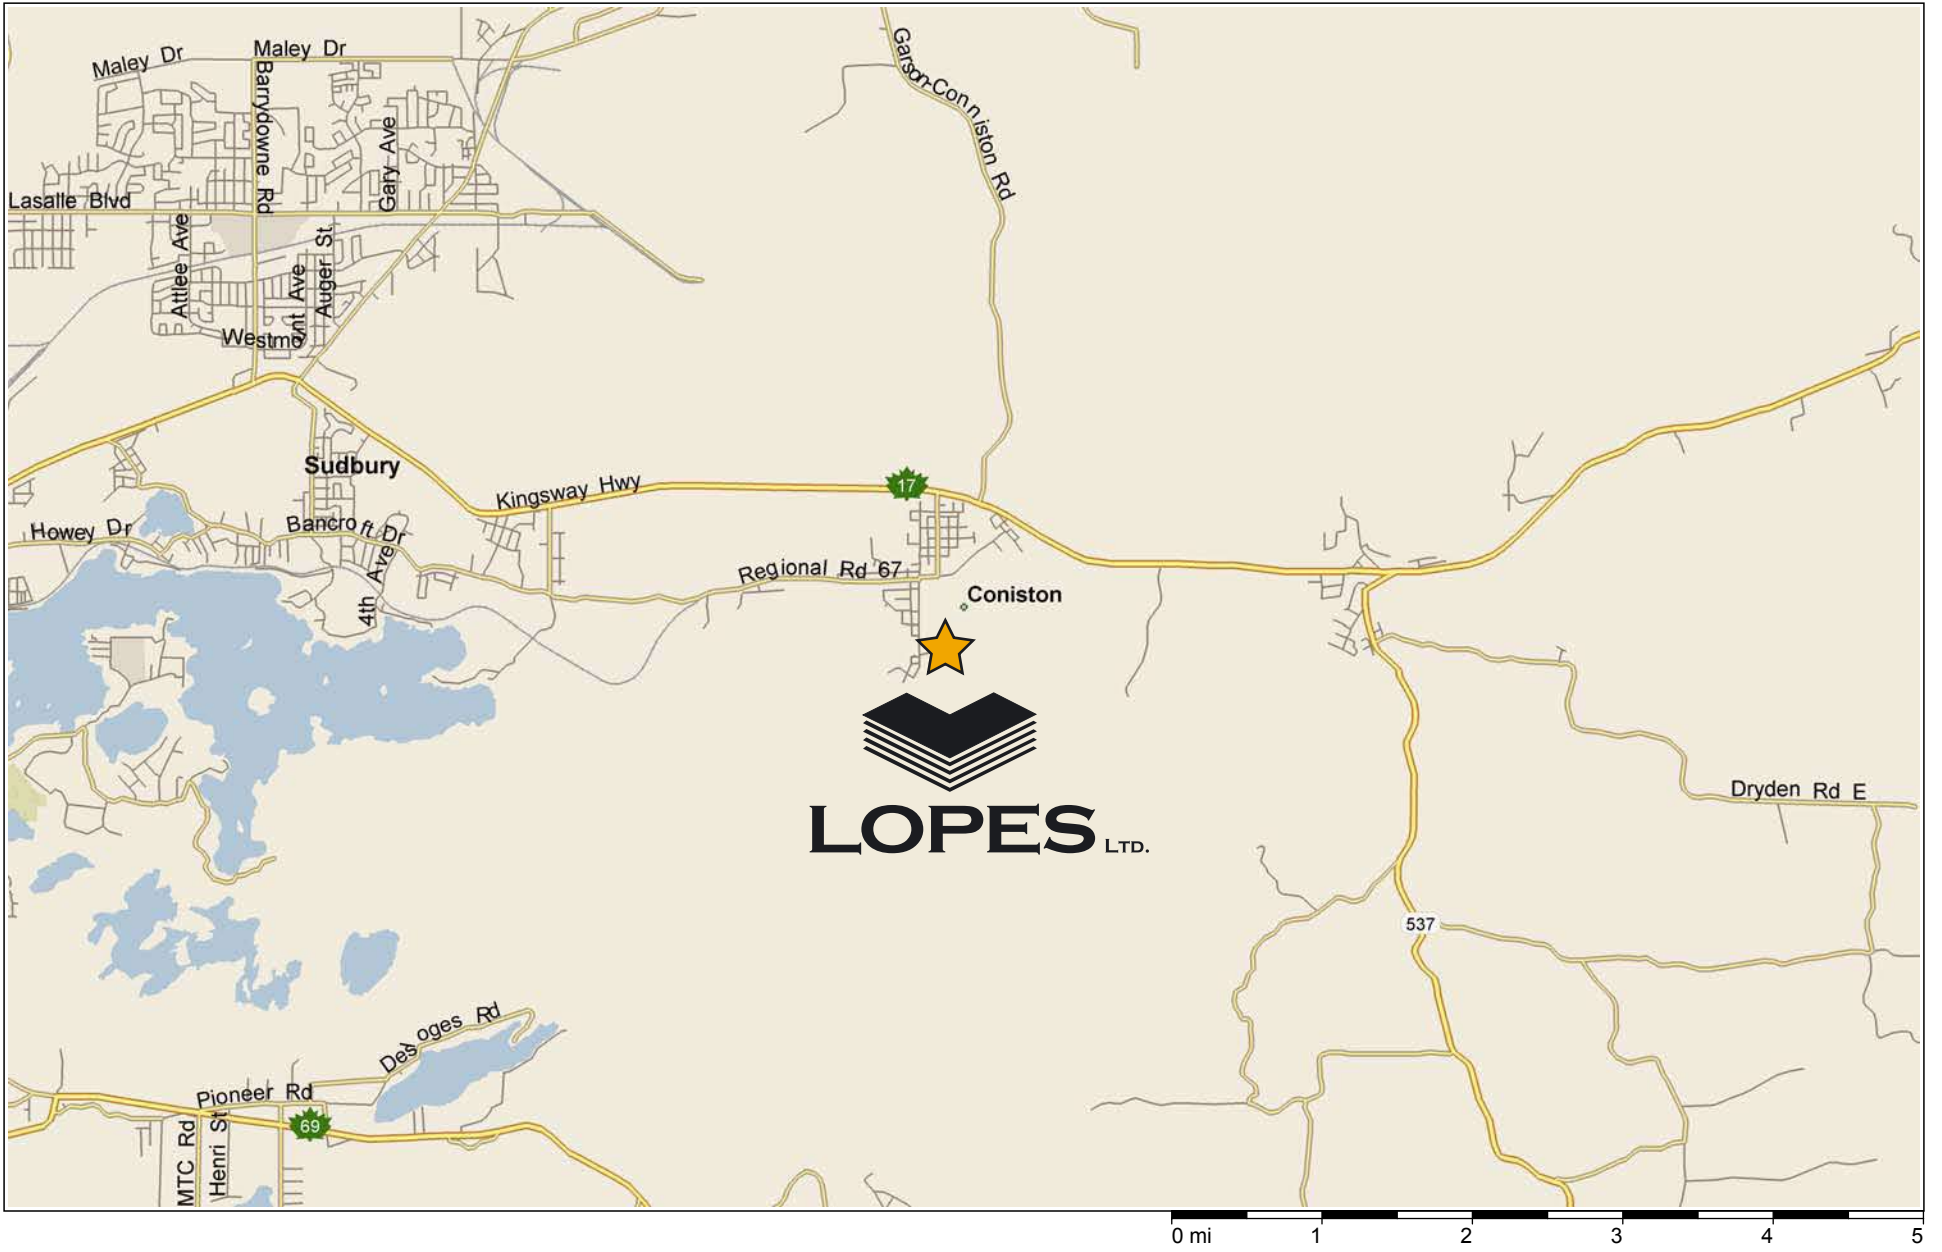 Maley Dr
Maley Dr
Barrydowne Rd
Gary Ave
Garson-Conniston Rd
Lasalle Blvd
Attlee Ave
Auger St
Westmount Ave
Sudbury
Kingsway Hwy
17
Howey Dr
Bancroft Dr
4th Ave
Regional Rd 67
Coniston
LOPES LTD.
Dryden Rd E
537
Desloges Rd
Pioneer Rd
69
MTC Rd
Henri St
0 mi 1 2 3 4 5